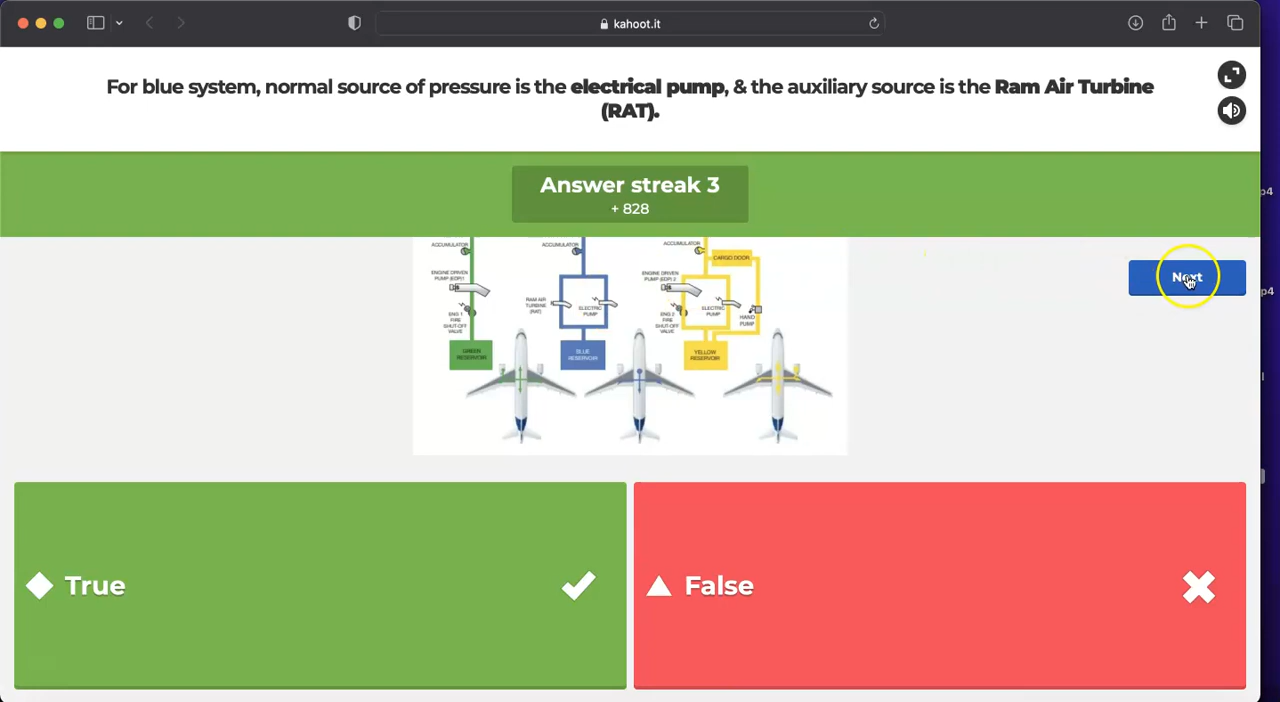 kahoot.it
For blue system, normal source of pressure is the electrical pump, & the auxiliary source is the Ram Air Turbine
(RAT).
Answer streak 3
+ 828
p4
Next
p4
ACCUMULATOR
ACCUMULATOR
ACCUMULATOR
CARGO DOOR
ENGINE DRIVEN
PUMP (EDP) 1
RAM AIR
TURBINE
(RAT)
ELECTRIC
PUMP
ENGINE DRIVEN
PUMP (EDP) 2
ELECTRIC
PUMP
HAND
PUMP
ENG 1
FIRE
SHUT-OFF
VALVE
ENG 2
FIRE
SHUT-OFF
VALVE
GREEN
RESERVOIR
BLUE
RESERVOIR
YELLOW
RESERVOIR
True
False